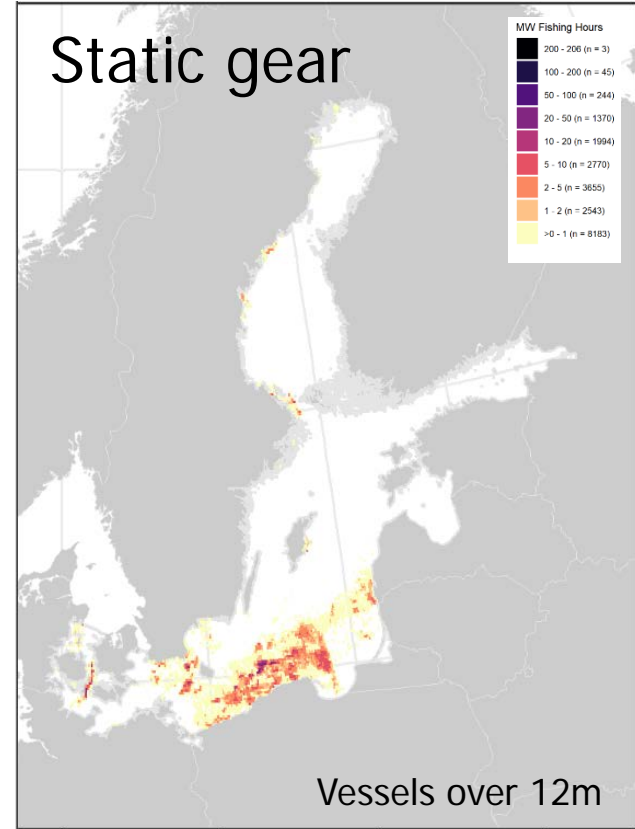 Static gear
MW Fishing Hours
200 - 206 (n = 3)
100 - 200 (n = 45)
50 - 100 (n = 244)
20 - 50 (n = 1370)
10 - 20 (n = 1994)
5 - 10 (n = 2770)
2 - 5 (n = 3655)
1 - 2 (n = 2543)
>0 - 1 (n = 8183)
Vessels over 12m